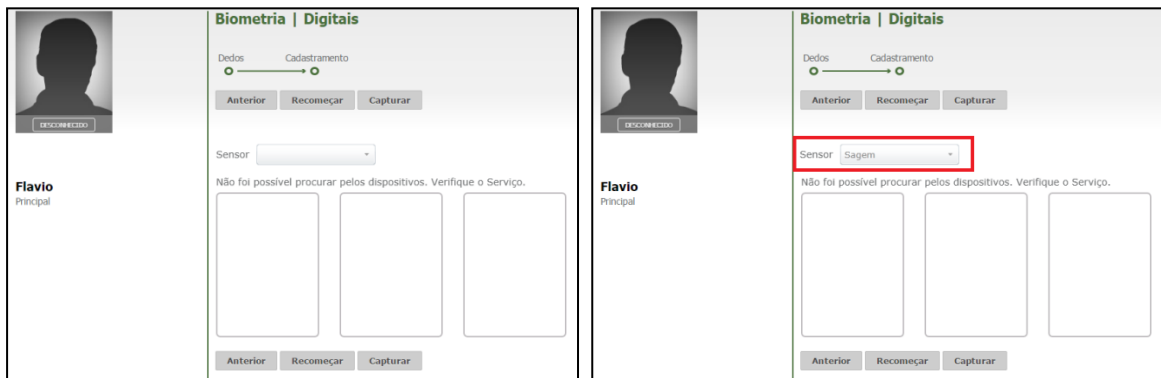 Biometria | Digitais
Dedos Cadastramento
Anterior Recomeçar Capturar
DESCONHECIDO
Sensor
Flavio
Principal
Não foi possível procurar pelos dispositivos. Verifique o Serviço.
Anterior Recomeçar Capturar
Biometria | Digitais
Dedos Cadastramento
Anterior Recomeçar Capturar
DESCONHECIDO
Sensor Sagem
Flavio
Principal
Não foi possível procurar pelos dispositivos. Verifique o Serviço.
Anterior Recomeçar Capturar